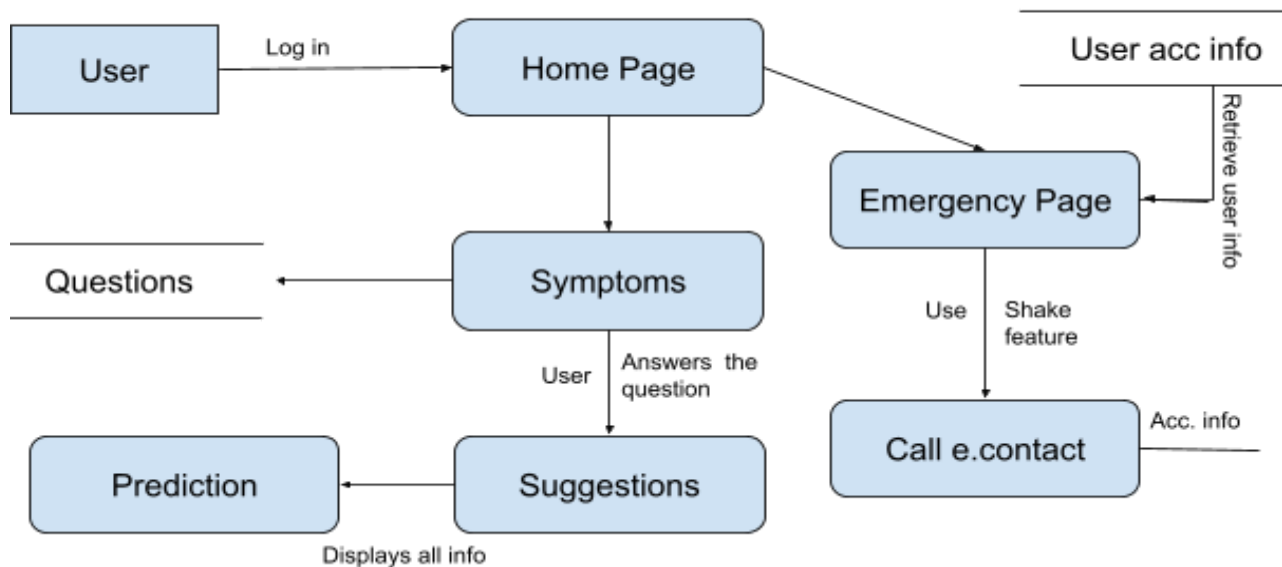 User
Log in
Home Page
User acc info
Retrieve user info
Emergency Page
Questions
Symptoms
Use
Shake
feature
User
Answers the
question
Call e.contact
Acc. info
Prediction
Suggestions
Displays all info